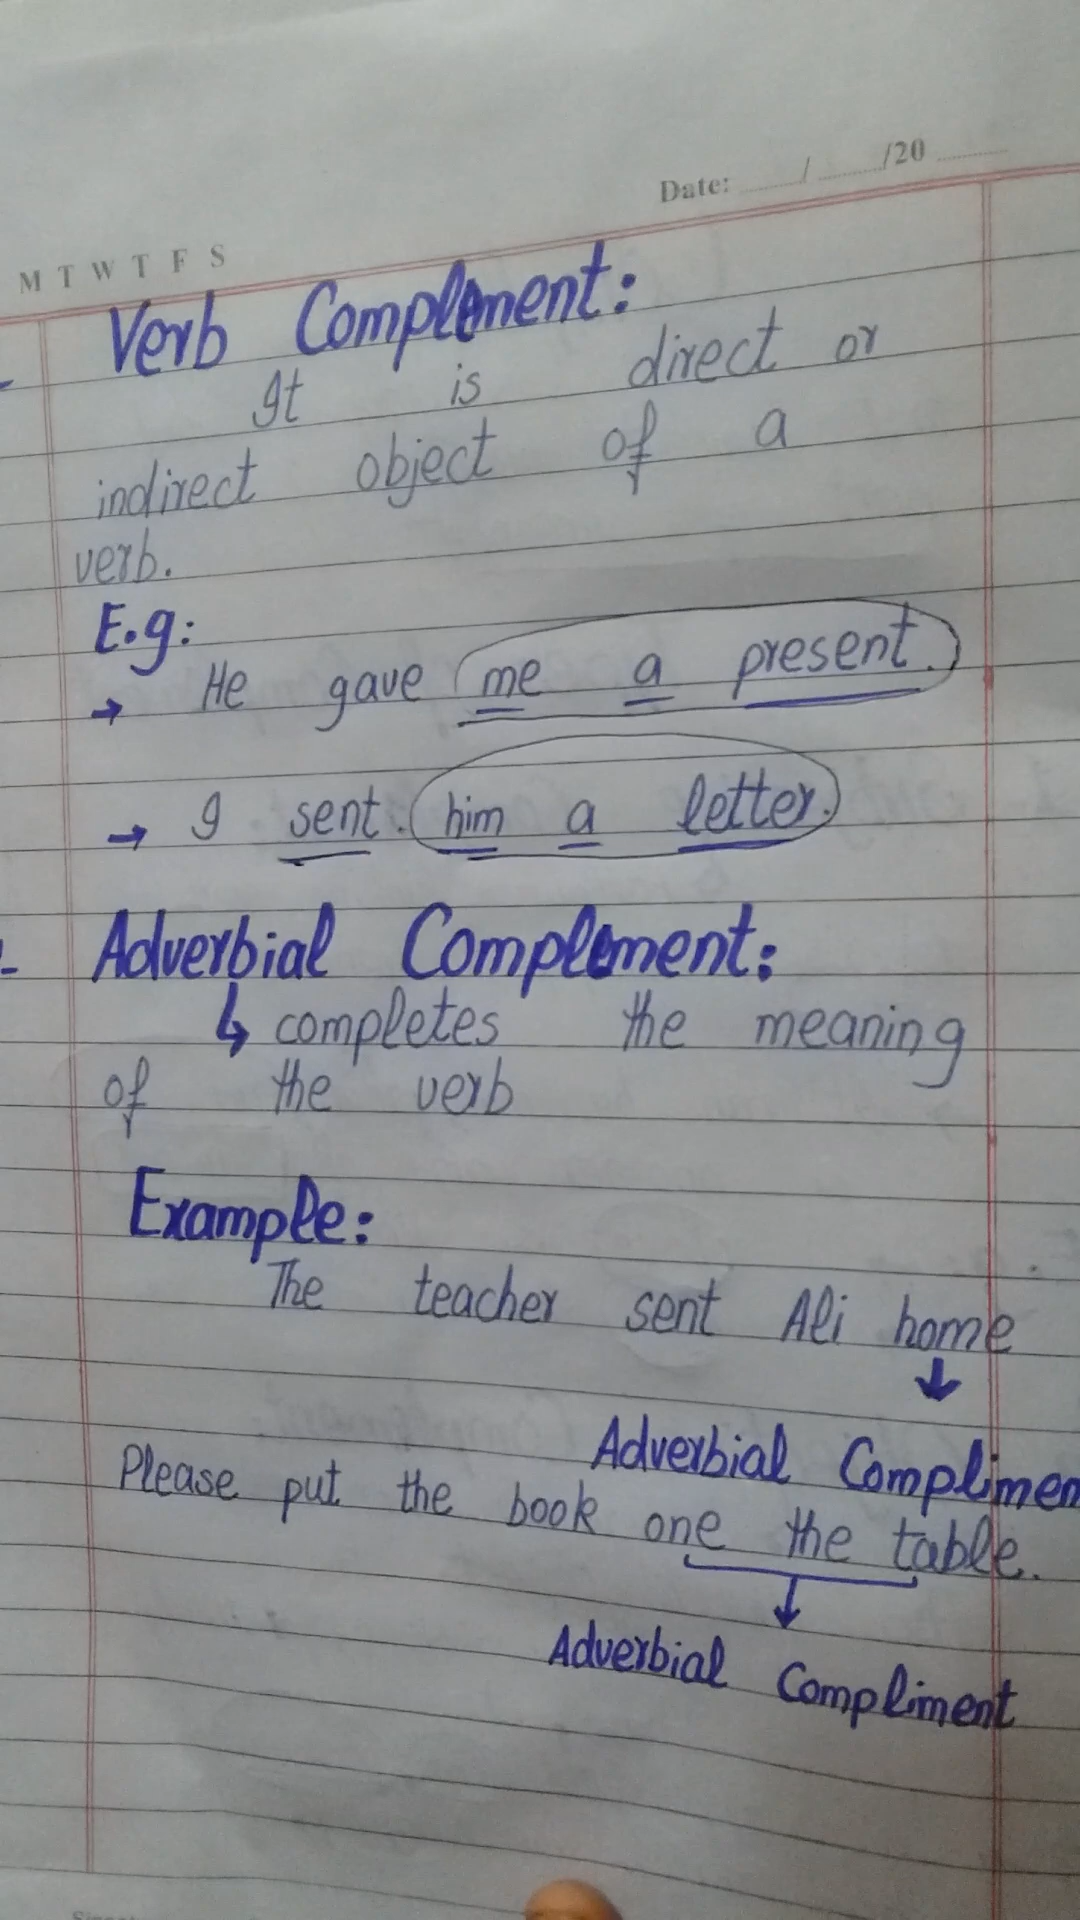 Date: ....../......../20..........
M T W T F S
Verb Complement:
It is direct or
indirect object of a
verb.
E.g:
→ He gave me a present.
→ I sent. him a letter.
Adverbial Complement:
↳ completes the meaning
of the verb
Example:
The teacher sent Ali home
↓
Adverbial Complimen
Please put the book one the table.
↓
Adverbial Compliment